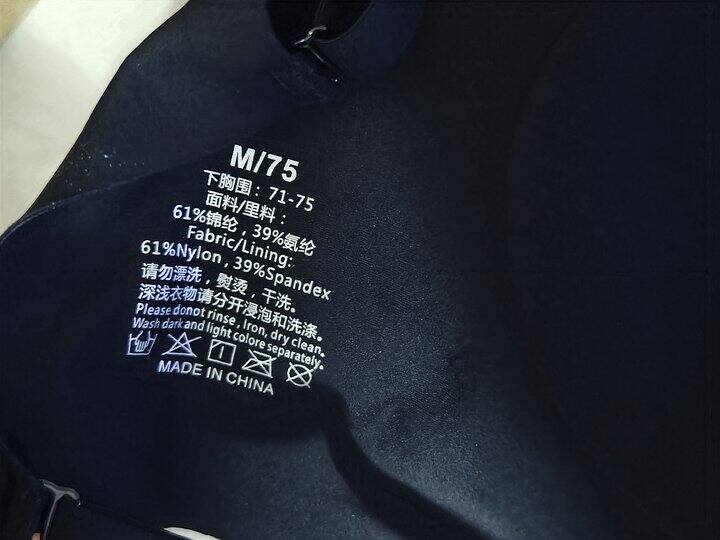 M/75
下胸围：71-75
面料/里料：
61%锦纶，39%氨纶
Fabric/Lining:
61%Nylon，39%Spandex
请勿漂洗，熨烫，干洗。
深浅衣物请分开浸泡和洗涤。
Please donot rinse, Iron, dry clean.
Wash dark and light colore separately.
MADE IN CHINA